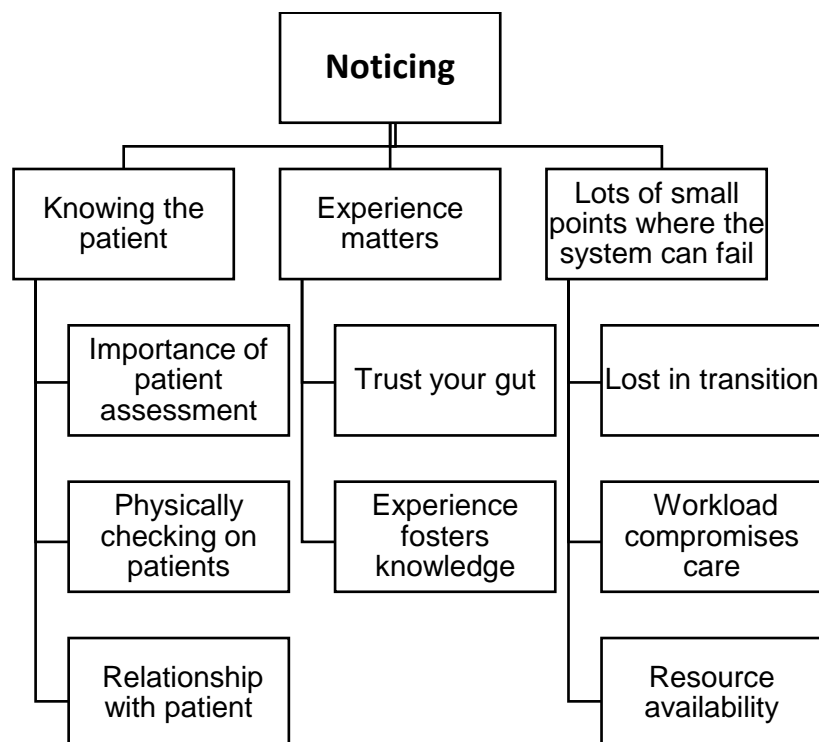 Noticing
Knowing the
patient
Experience
matters
Lots of small
points where the
system can fail
Importance of
patient
assessment
Trust your gut
Lost in transition
Physically
checking on
patients
Experience
fosters
knowledge
Workload
compromises
care
Relationship
with patient
Resource
availability